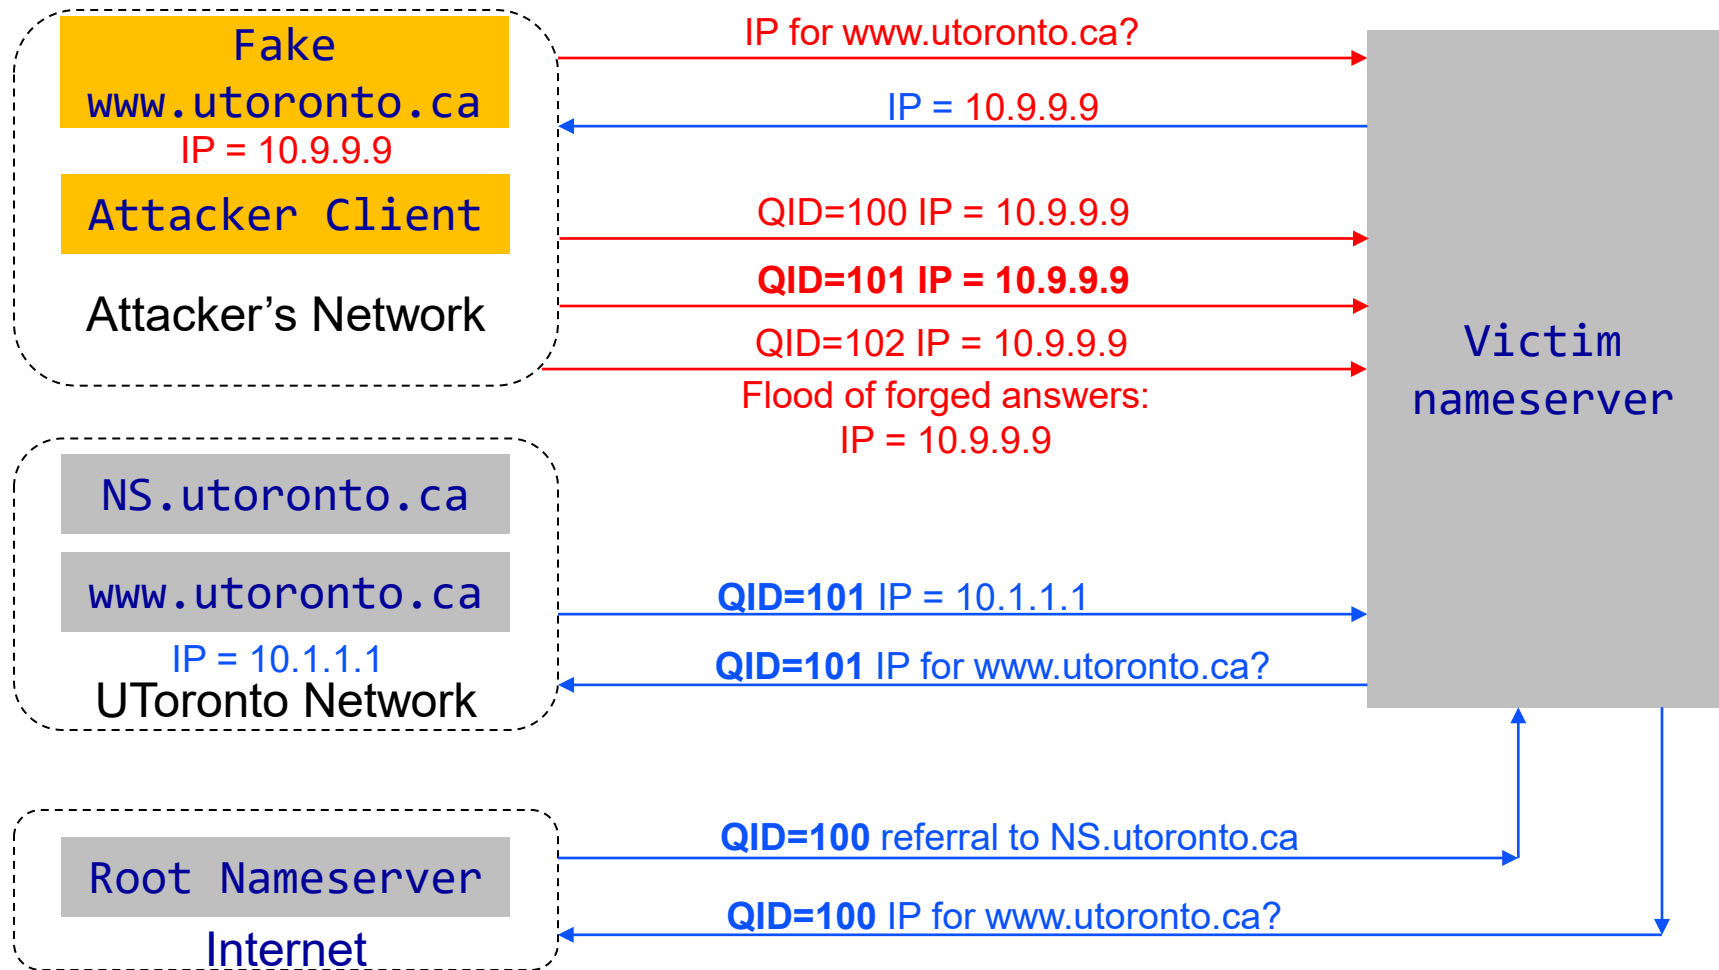 Fake
www.utoronto.ca
IP = 10.9.9.9
Attacker Client
Attacker’s Network
IP for www.utoronto.ca?
IP = 10.9.9.9
QID=100 IP = 10.9.9.9
QID=101 IP = 10.9.9.9
QID=102 IP = 10.9.9.9
Flood of forged answers:
IP = 10.9.9.9
Victim
nameserver
NS.utoronto.ca
www.utoronto.ca
IP = 10.1.1.1
UToronto Network
QID=101 IP = 10.1.1.1
QID=101 IP for www.utoronto.ca?
Root Nameserver
Internet
QID=100 referral to NS.utoronto.ca
QID=100 IP for www.utoronto.ca?